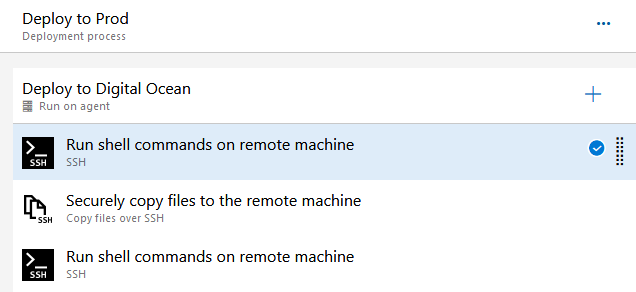 Deploy to Prod
Deployment process
Deploy to Digital Ocean
Run on agent
Run shell commands on remote machine
SSH
SSH
Securely copy files to the remote machine
SSH
Copy files over SSH
Run shell commands on remote machine
SSH
SSH